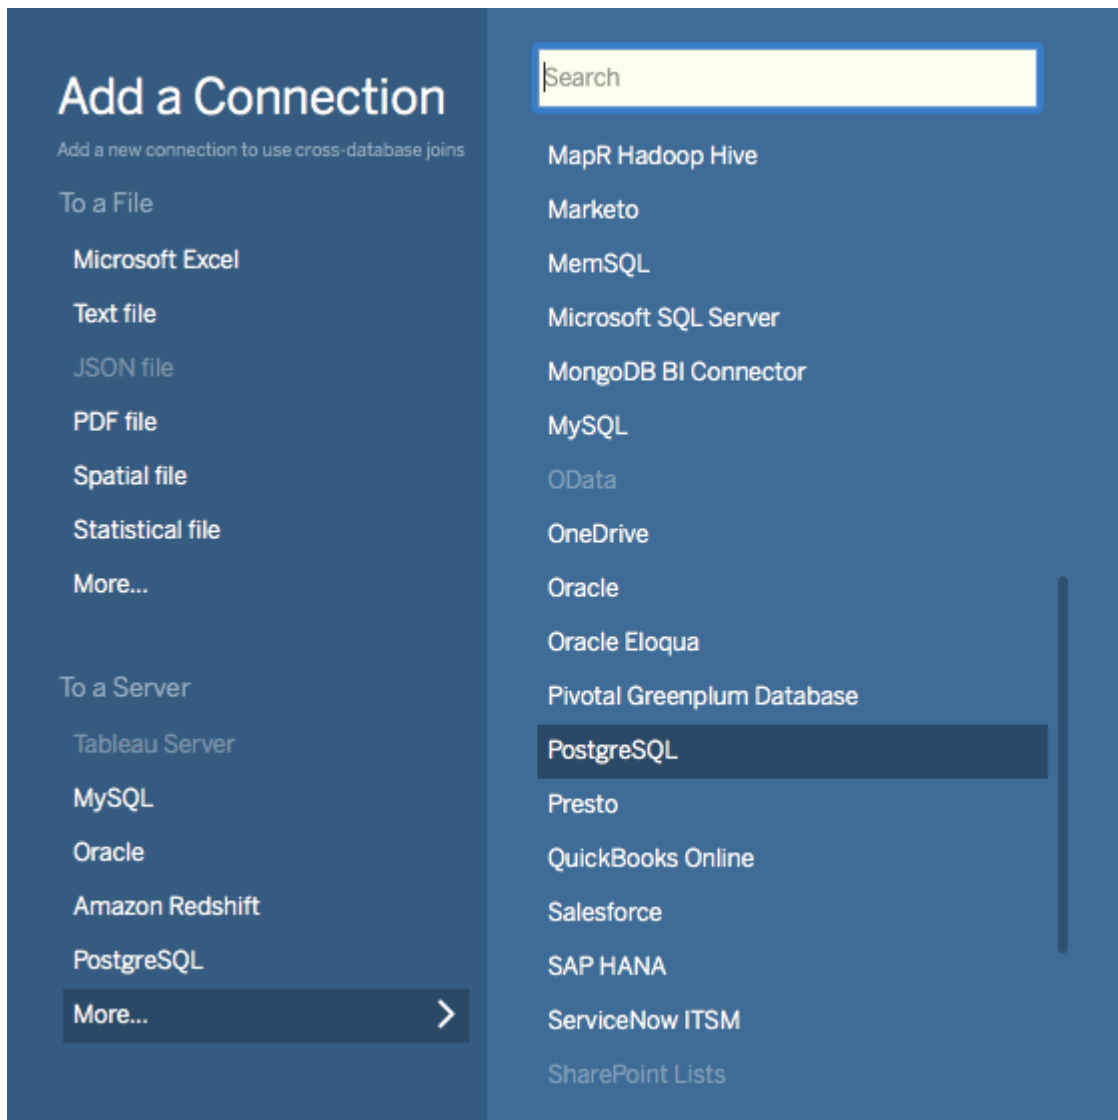 Add a Connection
Add a new connection to use cross-database joins
To a File
Microsoft Excel
Text file
JSON file
PDF file
Spatial file
Statistical file
More...
To a Server
Tableau Server
MySQL
Oracle
Amazon Redshift
PostgreSQL
More...
Search
MapR Hadoop Hive
Marketo
MemSQL
Microsoft SQL Server
MongoDB BI Connector
MySQL
OData
OneDrive
Oracle
Oracle Eloqua
Pivotal Greenplum Database
PostgreSQL
Presto
QuickBooks Online
Salesforce
SAP HANA
ServiceNow ITSM
SharePoint Lists